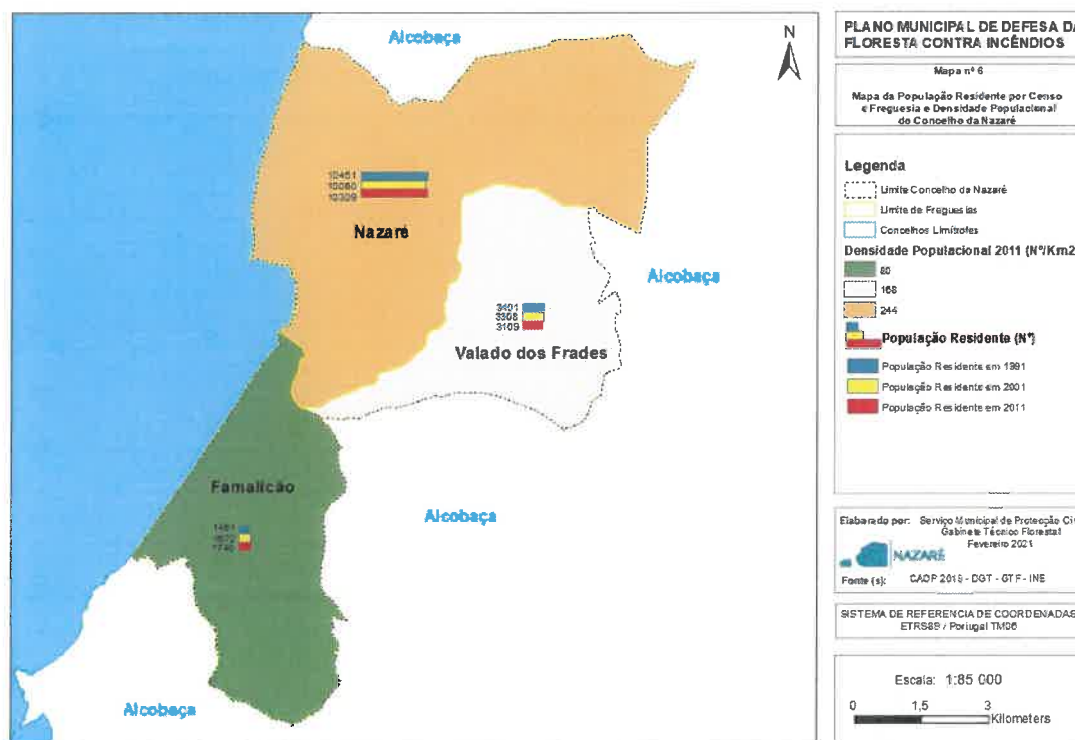 Alcobaça
N
10451
10080
10309
Nazaré
Alcobaça
3401
3308
3109
Valado dos Frades
Famalicão
Alcobaça
Alcobaça
PLANO MUNICIPAL DE DEFESA DA
FLORESTA CONTRA INCÊNDIOS
Mapa nº 6
Mapa da População Residente por Censo
e Freguesia e Densidade Populacional
do Concelho da Nazaré
Legenda
Limite Concelho da Nazaré
Limite de Freguesias
Concelhos Limítrofes
Densidade Populacional 2011 (Nº/Km2
80
168
244
População Residente (Nº)
População Residente em 1991
População Residente em 2001
População Residente em 2011
Elaborado por: Serviço Municipal de Protecção Civ
Gabinete Técnico Florestal
Fevereiro 2021
NAZARÉ
Fonte (s): CAOP 2019 - DGT - GTF - INE
SISTEMA DE REFERENCIA DE COORDENADAS
ETRS89 / Portugal TM06
Escala: 1:85 000
0 1,5 3
Kilometers